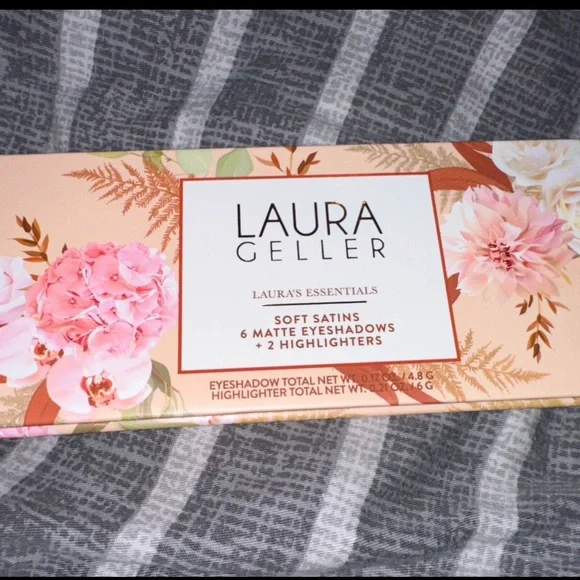 LAURA
GELLER
LAURA'S ESSENTIALS
SOFT SATINS
6 MATTE EYESHADOWS
+ 2 HIGHLIGHTERS
EYESHADOW TOTAL NET WT. 0.17 OZ. / 4.8 G
HIGHLIGHTER TOTAL NET WT. 0.21 OZ. / 6 G